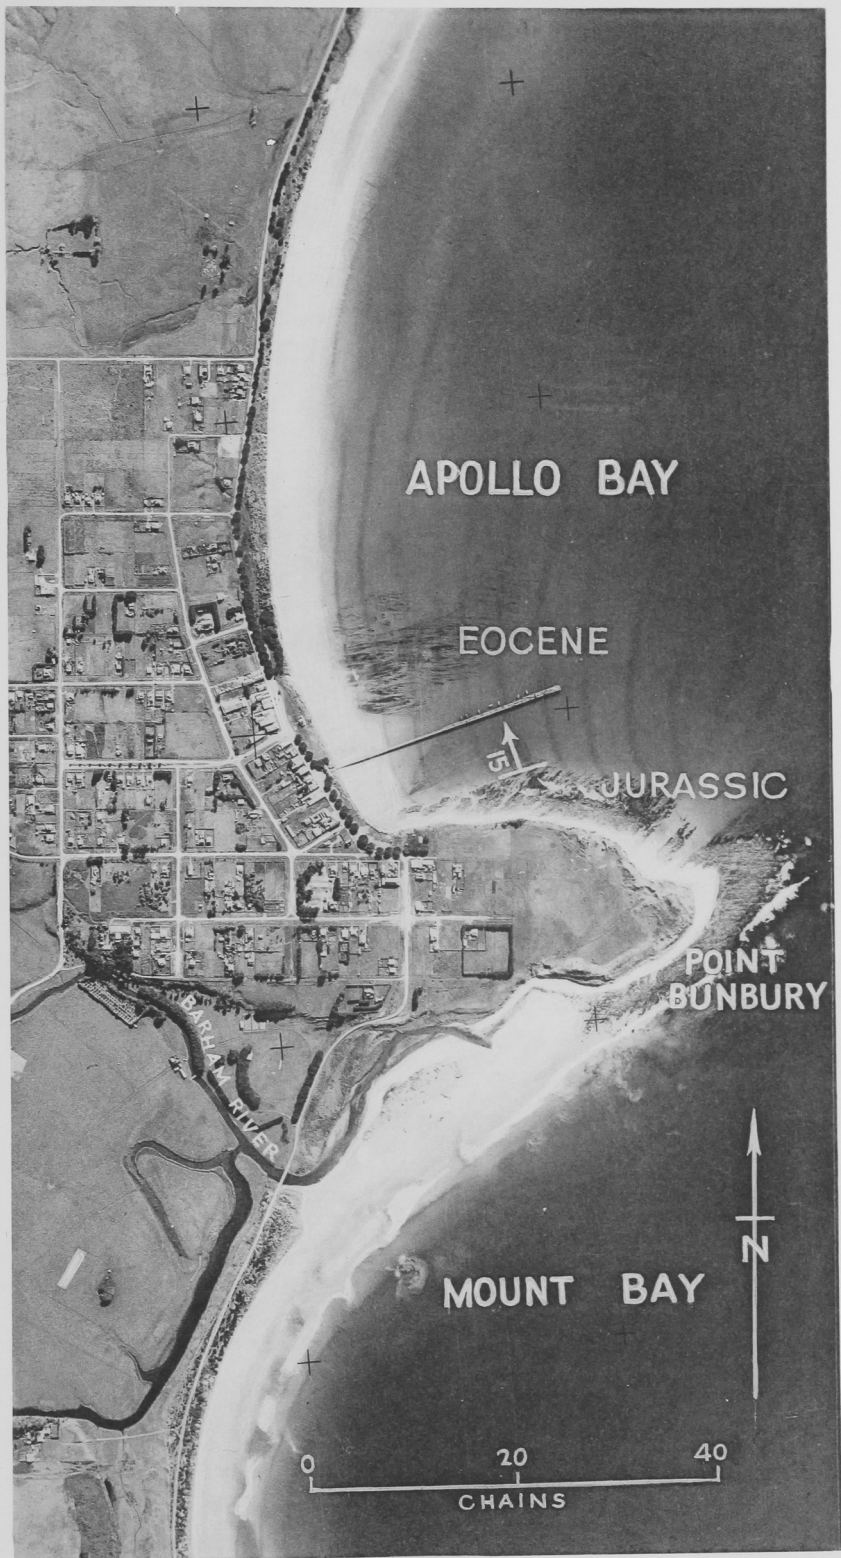 APOLLO BAY
EOCENE
15
JURASSIC
POINT
BUNBURY
BARHAM RIVER
N
MOUNT BAY
0 20 40
CHAINS